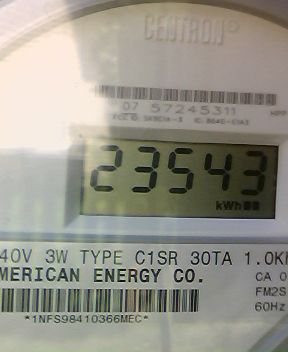 CENTRON®
07 57245311
23543
kWh
40V 3W TYPE C1SR 30TA 1.0K
MERICAN ENERGY CO.
CA 0
FM2S
60Hz
*1NFS98410366MEC*